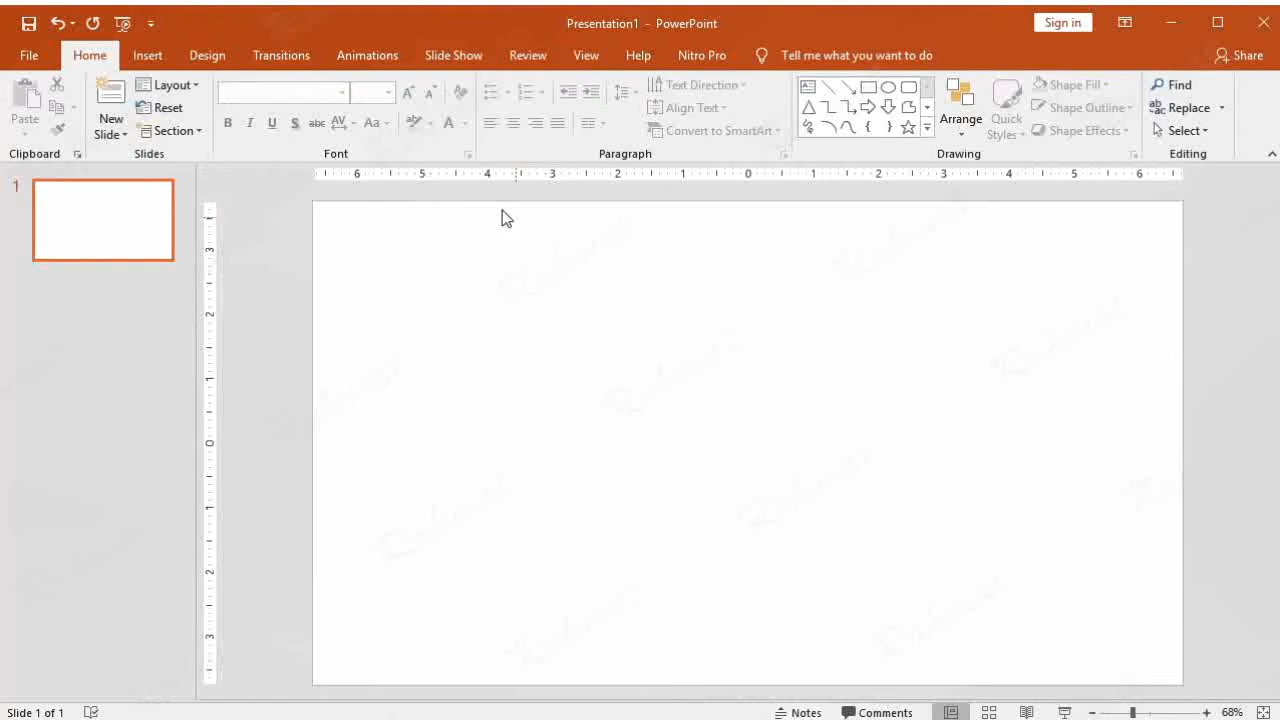 Presentation1 - PowerPoint
Sign in
File Home Insert Design Transitions Animations Slide Show Review View Help Nitro Pro Tell me what you want to do Share
Paste
New Slide
Layout
Reset
Section
B I U S abc AV Aa A
Text Direction
Align Text
Convert to SmartArt
Arrange
Quick Styles
Shape Fill
Shape Outline
Shape Effects
Find
Replace
Select
Clipboard Slides Font Paragraph Drawing Editing
6 5 4 3 2 1 0 1 2 3 4 5 6
1
3
2
1
0
1
2
3
Slide 1 of 1 Notes Comments 68%